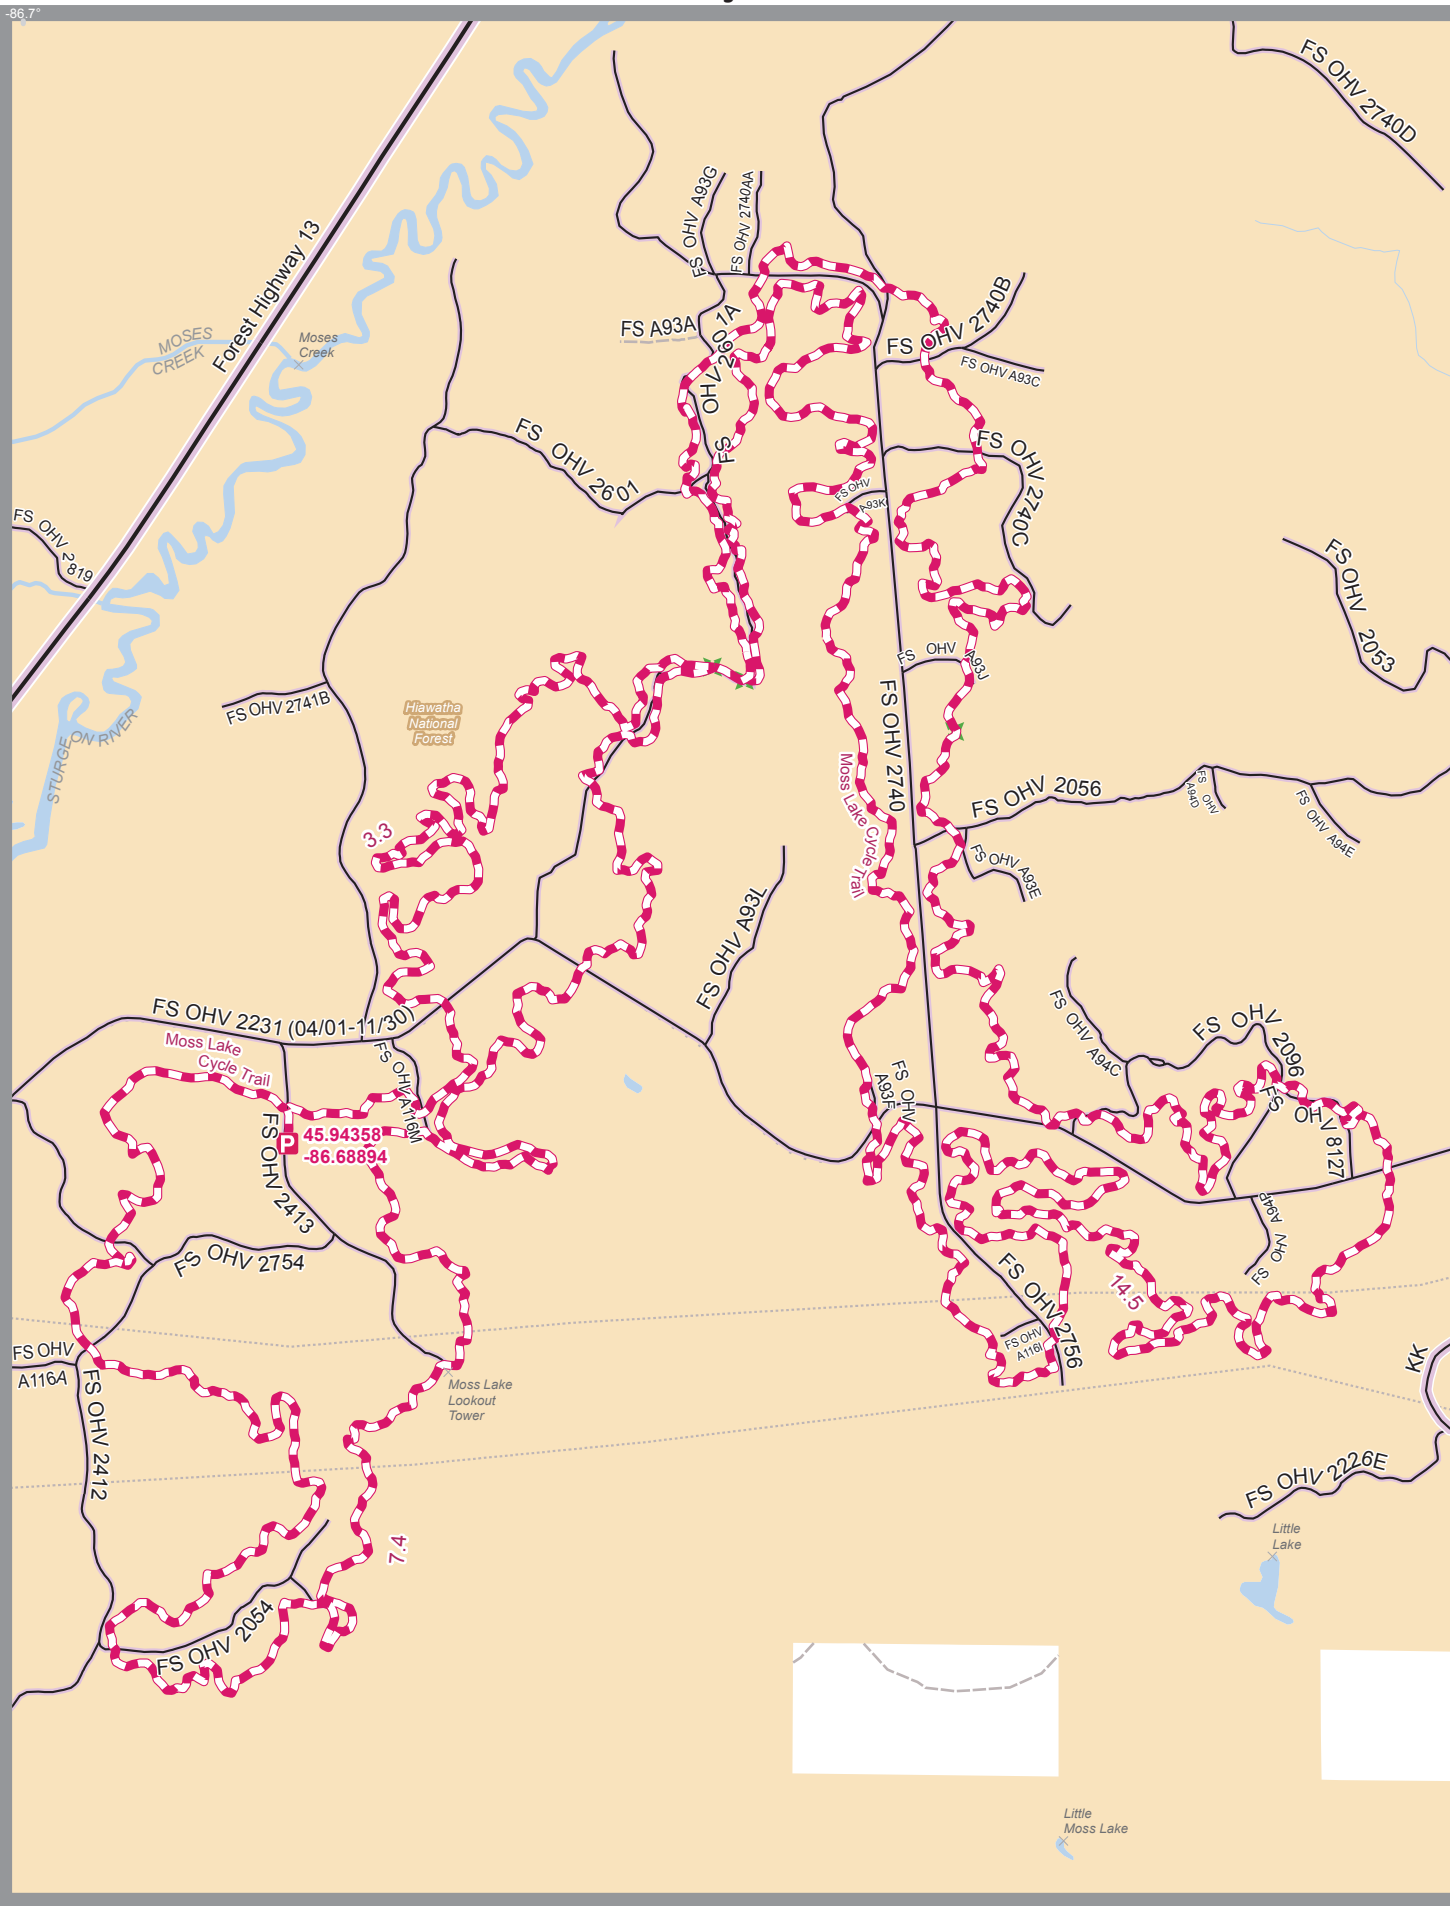 -86.7°
FS OHV 2740D
FS OHV A93G
FS OHV 2740AA
Forest Highway 13
MOSES
CREEK
Moses
Creek
FS A93A
FS OHV 2601A
FS OHV 2740B
FS OHV A93C
FS OHV 2601
FS OHV 2740C
FS OHV
A93K
FS OHV 2819
FS OHV 2053
FS OHV A93J
FS OHV 2741B
Hiawatha
National
Forest
STURGEON RIVER
FS OHV 2740
Moss Lake Cycle Trail
FS OHV 2056
FS OHV
A94D
FS OHV A94E
3.3
FS OHV A93E
FS OHV A93L
FS OHV 2231 (04/01-11/30)
Moss Lake
Cycle Trail
FS OHV A116M
FS OHV A94C
FS OHV 2096
FS OHV
A93F
FS OHV 8127
P
45.94358
-86.68894
FS OHV 2413
FS OHV 2754
FS OHV A94P
FS OHV 2756
14.5
FS OHV
A116I
FS OHV
A116A
FS OHV 2412
Moss Lake
Lookout
Tower
KK
FS OHV 2226E
7.4
Little
Lake
FS OHV 2054
Little
Moss Lake